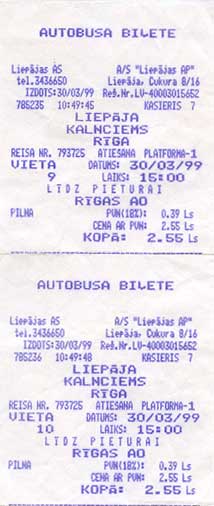 AUTOBUSA BIĻETE
Liepājas AS A/S "Liepājas AP"
tel.3436650 Liepāja, Cukura 8/16
IZDOTS:30/03/99 Reģ.Nr.LV-40003015652
785235 10:49:45 KASIERIS 7
LIEPĀJA
KALNCIEMS
RĪGA
REISA NR. 793725 ATIEŠANA PLATFORMA-1
VIETA DATUMS: 30/03/99
9 LAIKS: 15:00
LĪDZ PIETURAI
RĪGAS AO
PILNA PVN(18%): 0.39 Ls
CENA AR PVN: 2.55 Ls
KOPĀ: 2.55 Ls
AUTOBUSA BIĻETE
Liepājas AS A/S "Liepājas AP"
tel.3436650 Liepāja, Cukura 8/16
IZDOTS:30/03/99 Reģ.Nr.LV-40003015652
785236 10:49:48 KASIERIS 7
LIEPĀJA
KALNCIEMS
RĪGA
REISA NR. 793725 ATIEŠANA PLATFORMA-1
VIETA DATUMS: 30/03/99
10 LAIKS: 15:00
LĪDZ PIETURAI
RĪGAS AO
PILNA PVN(18%): 0.39 Ls
CENA AR PVN: 2.55 Ls
KOPĀ: 2.55 Ls